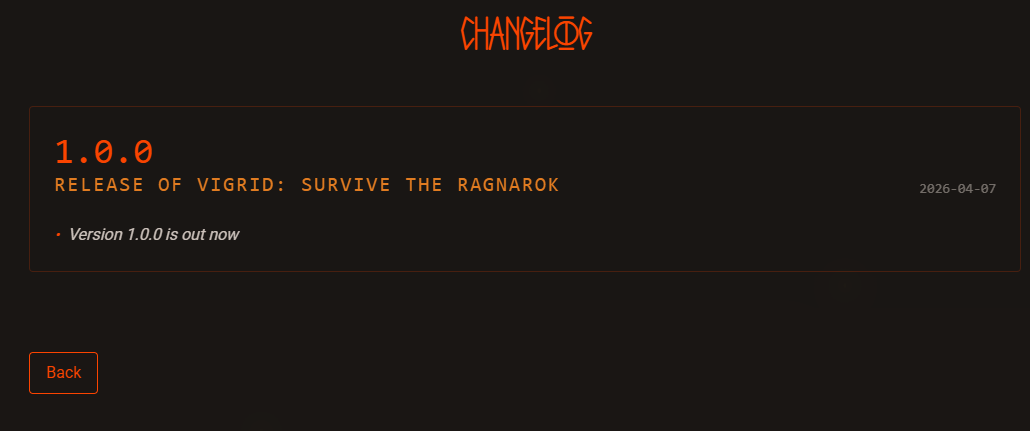 CHANGELOG
1.0.0
RELEASE OF VIGRID: SURVIVE THE RAGNAROK
2026-04-07
• Version 1.0.0 is out now
Back